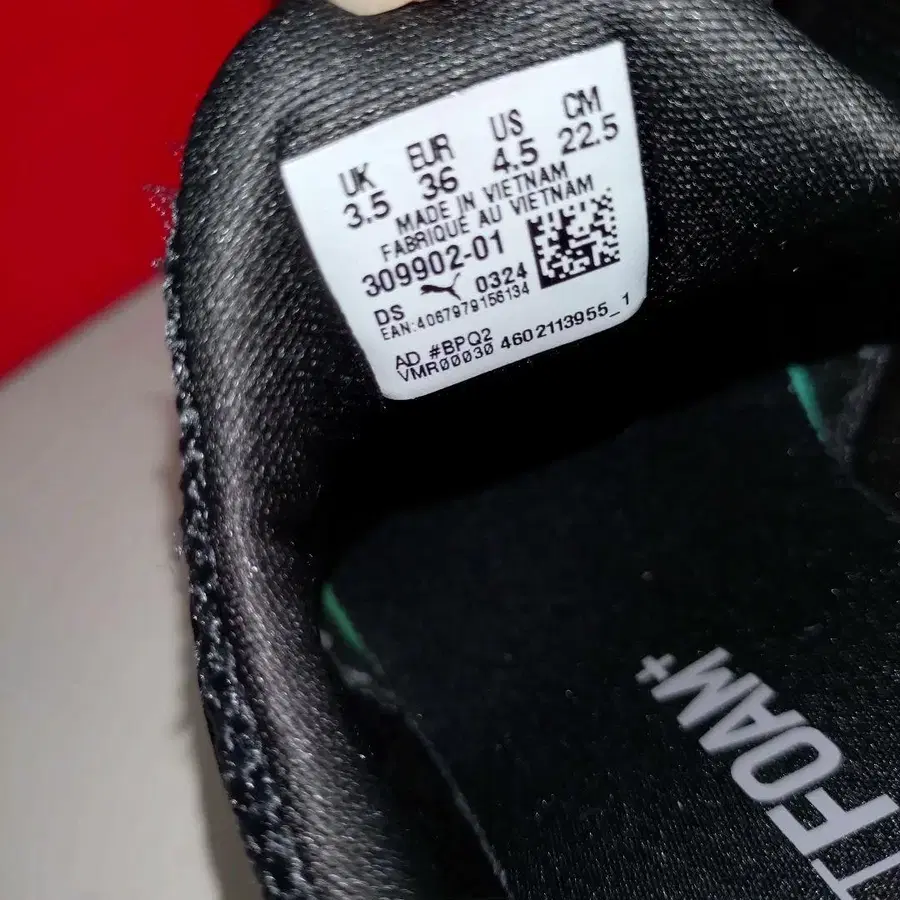 UK EUR US CM
3.5 36 4.5 22.5
MADE IN VIETNAM
FABRIQUE AU VIETNAM
309902-01
DS 0324
EAN:4067979156134
AD #BPQ2
VMR00030 4602113955_1
TFOAM+